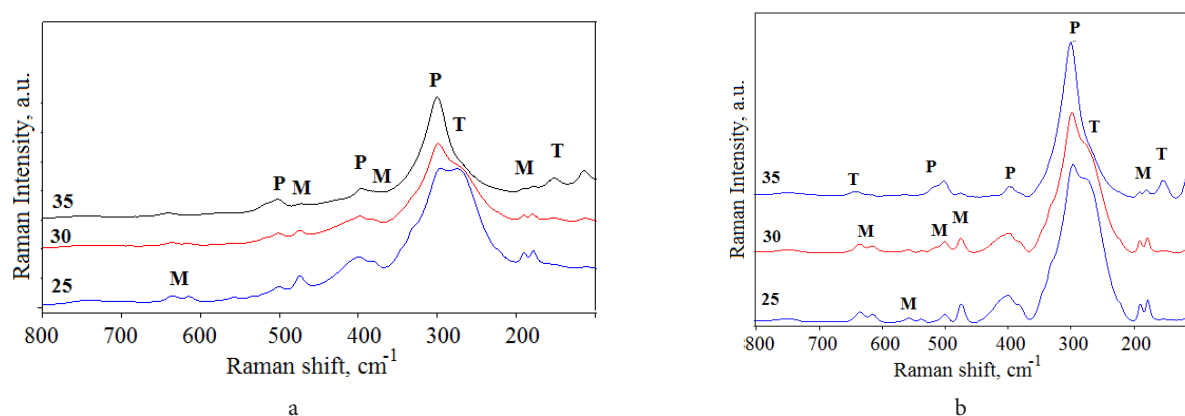 P
T
P
M
M
P
M
T
35
30
M
25
800 700 600 500 400 300 200
Raman shift, cm-1
Raman Intensity, a.u.
a
P
T
P
P
M
T
T
35
M
M
M
30
M
25
800 700 600 500 400 300 200
Raman shift, cm-1
Raman Intensity, a.u.
b